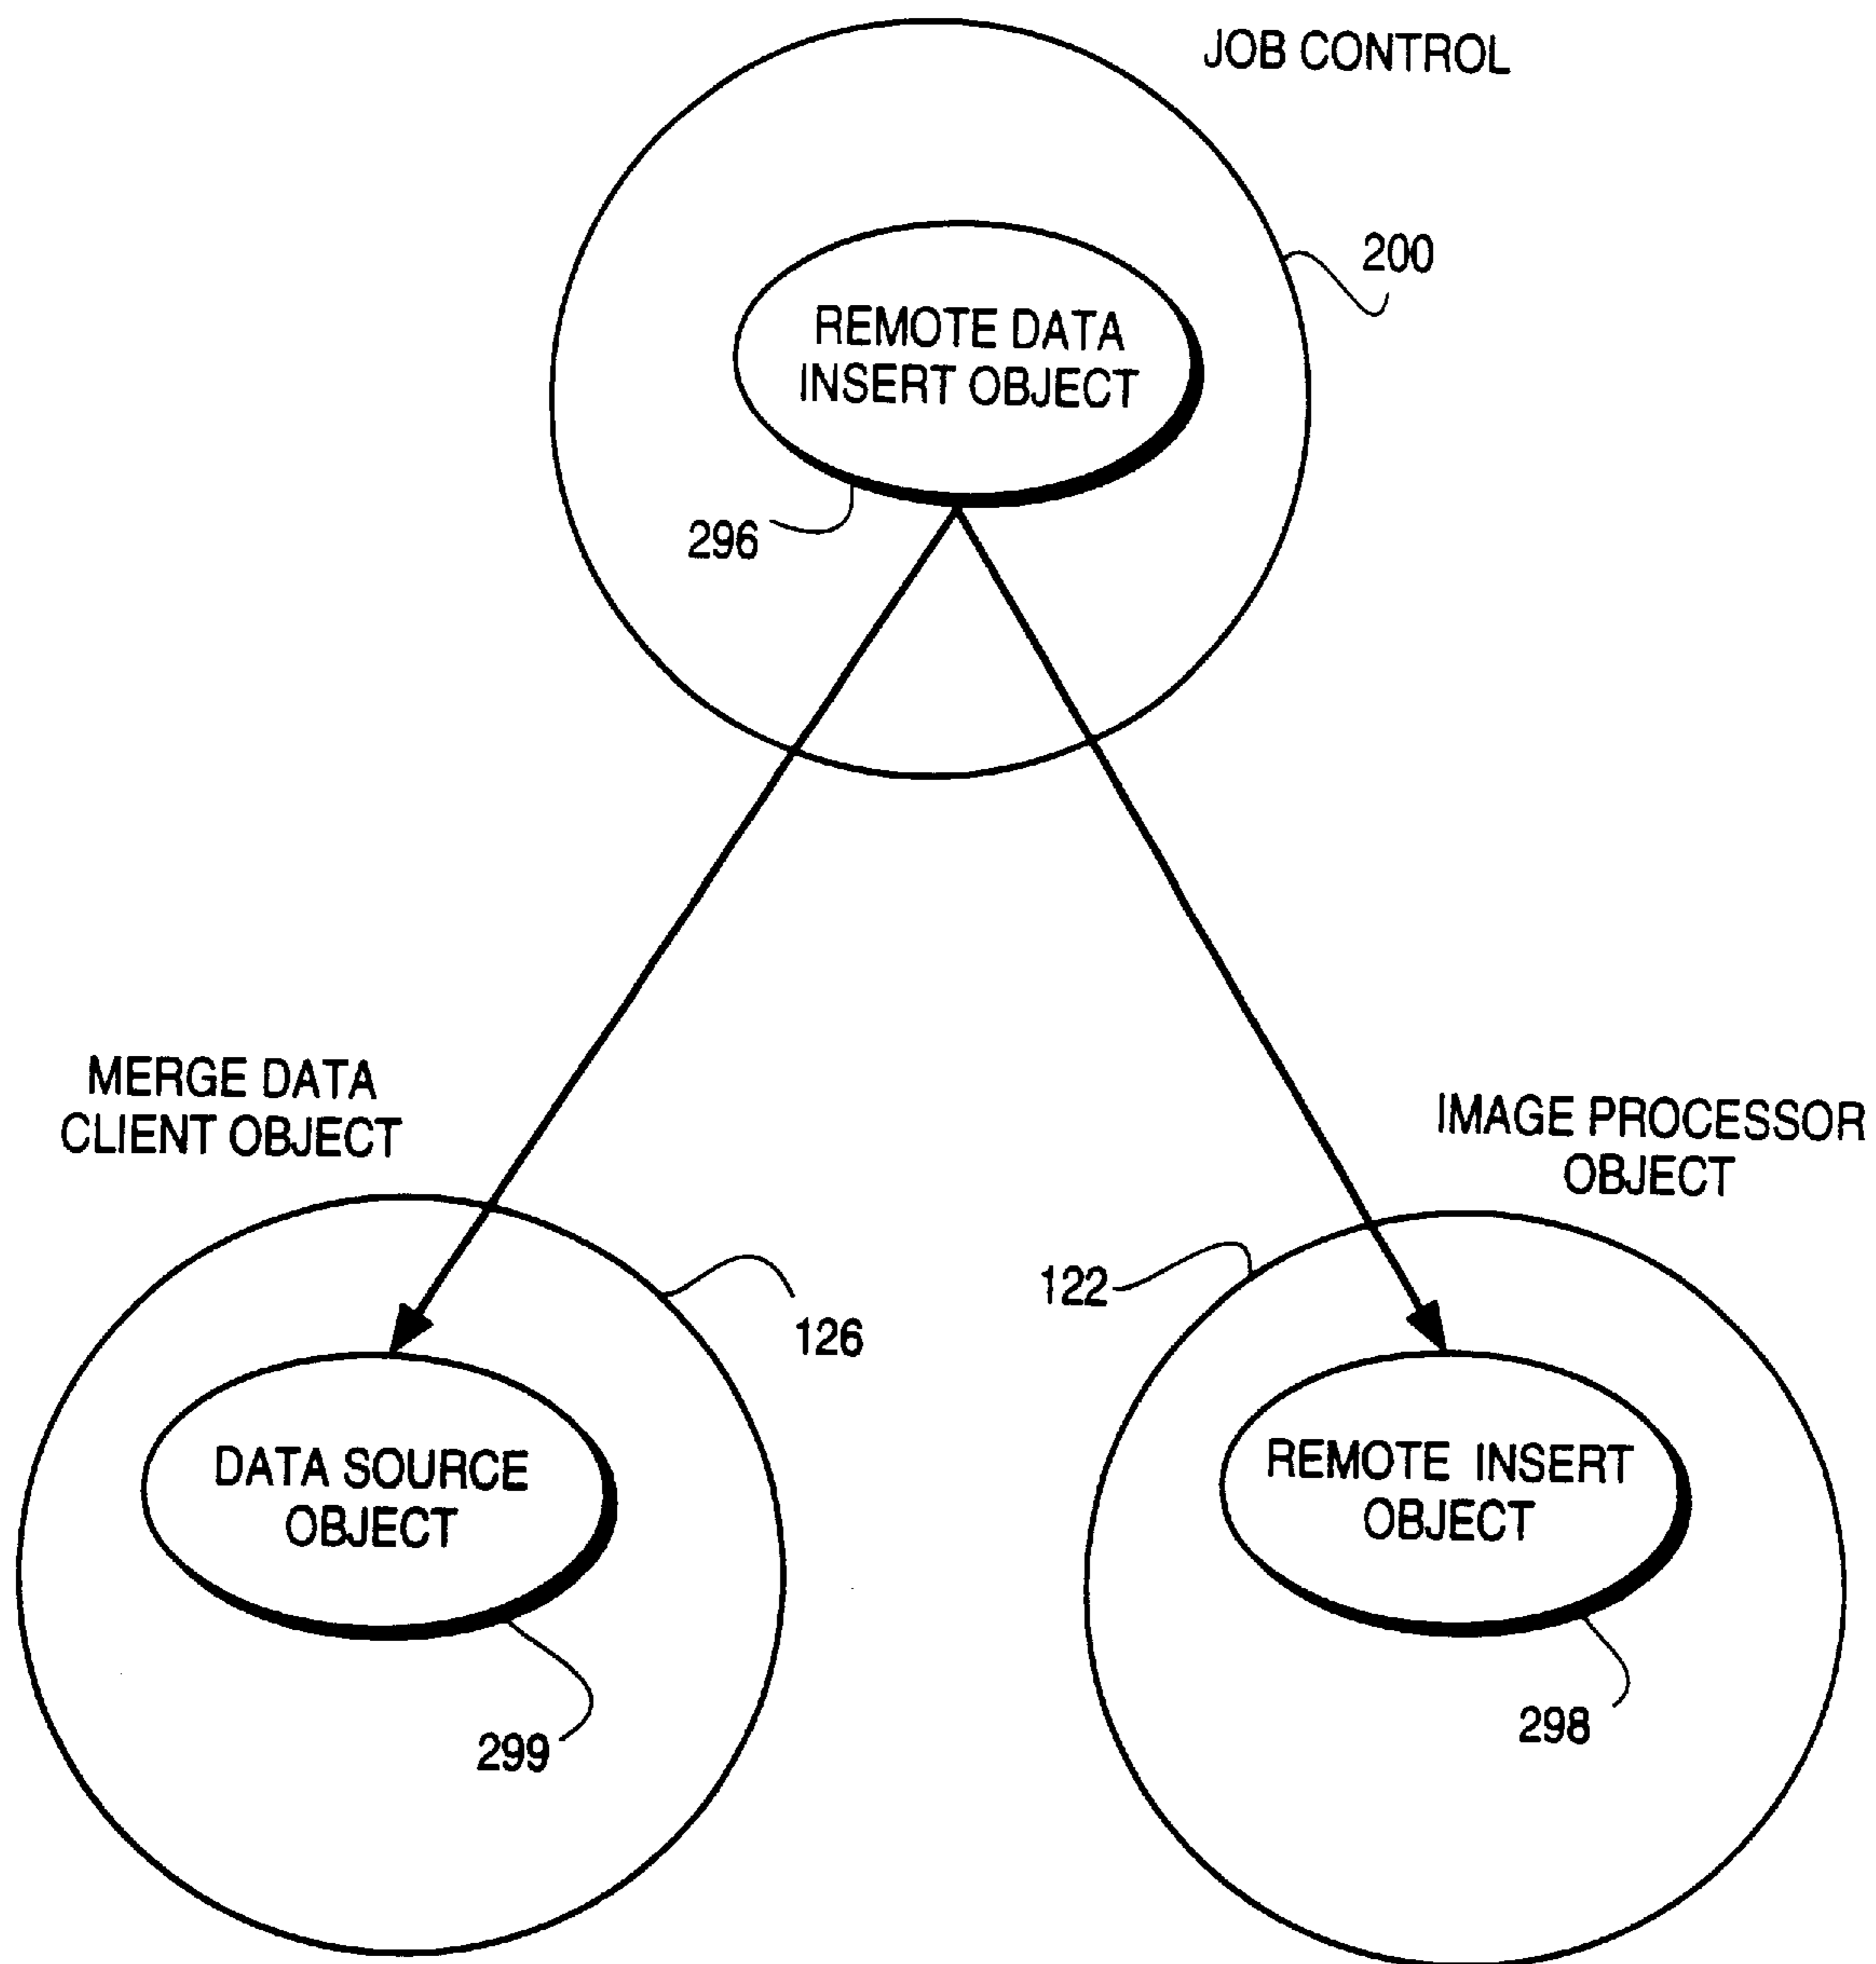 JOB CONTROL
200
REMOTE DATA
INSERT OBJECT
296
MERGE DATA
CLIENT OBJECT
IMAGE PROCESSOR
OBJECT
122
126
DATA SOURCE
OBJECT
REMOTE INSERT
OBJECT
299
298